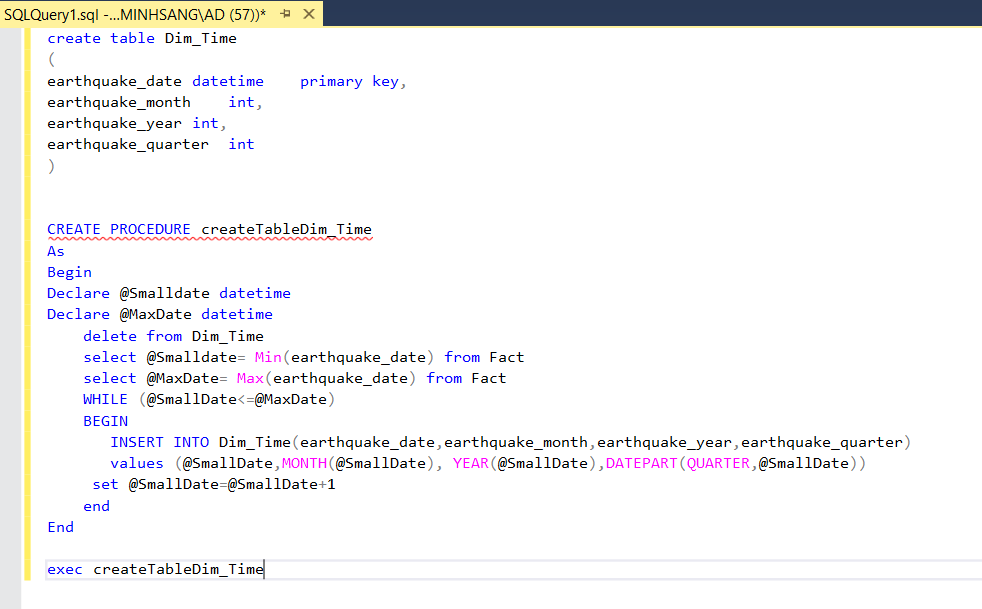 SQLQuery1.sql -...MINHSANG\AD (57))*
create table Dim_Time
(
earthquake_date datetime    primary key,
earthquake_month    int,
earthquake_year int,
earthquake_quarter  int
)
CREATE PROCEDURE createTableDim_Time
As
Begin
Declare @Smalldate datetime
Declare @MaxDate datetime
    delete from Dim_Time
    select @Smalldate= Min(earthquake_date) from Fact
    select @MaxDate= Max(earthquake_date) from Fact
    WHILE (@SmallDate<=@MaxDate)
    BEGIN
       INSERT INTO Dim_Time(earthquake_date,earthquake_month,earthquake_year,earthquake_quarter)
       values (@SmallDate,MONTH(@SmallDate), YEAR(@SmallDate),DATEPART(QUARTER,@SmallDate))
     set @SmallDate=@SmallDate+1
    end
End
exec createTableDim_Time